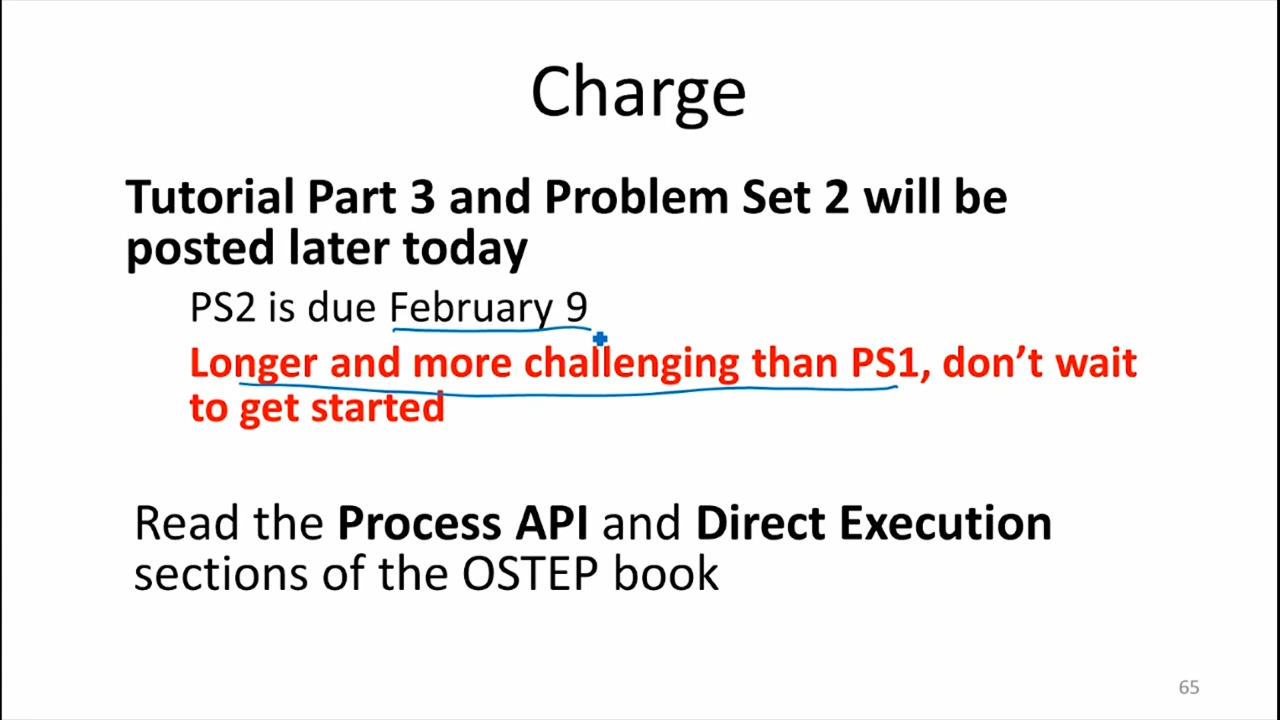 Charge
Tutorial Part 3 and Problem Set 2 will be
posted later today
PS2 is due February 9
Longer and more challenging than PS1, don’t wait
to get started
Read the Process API and Direct Execution
sections of the OSTEP book
65